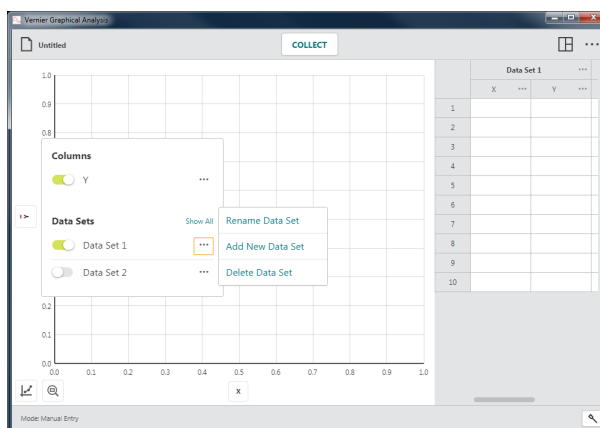 Vernier Graphical Analysis
Untitled
COLLECT
1.0
0.9
0.8
Columns
Y
Data Sets
Show All
Data Set 1
Data Set 2
Rename Data Set
Add New Data Set
Delete Data Set
0.2
0.1
0.0
0.0 0.1 0.2 0.3 0.4 0.5 0.6 0.7 0.8 0.9 1.0
Y
x
Data Set 1
X Y
1
2
3
4
5
6
7
8
9
10
Mode: Manual Entry